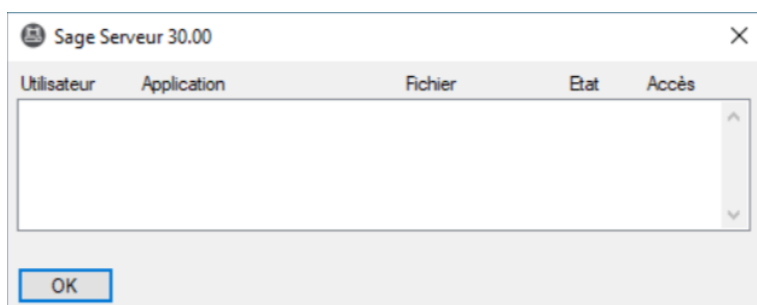 Sage Serveur 30.00
Utilisateur Application Fichier Etat Accès
OK